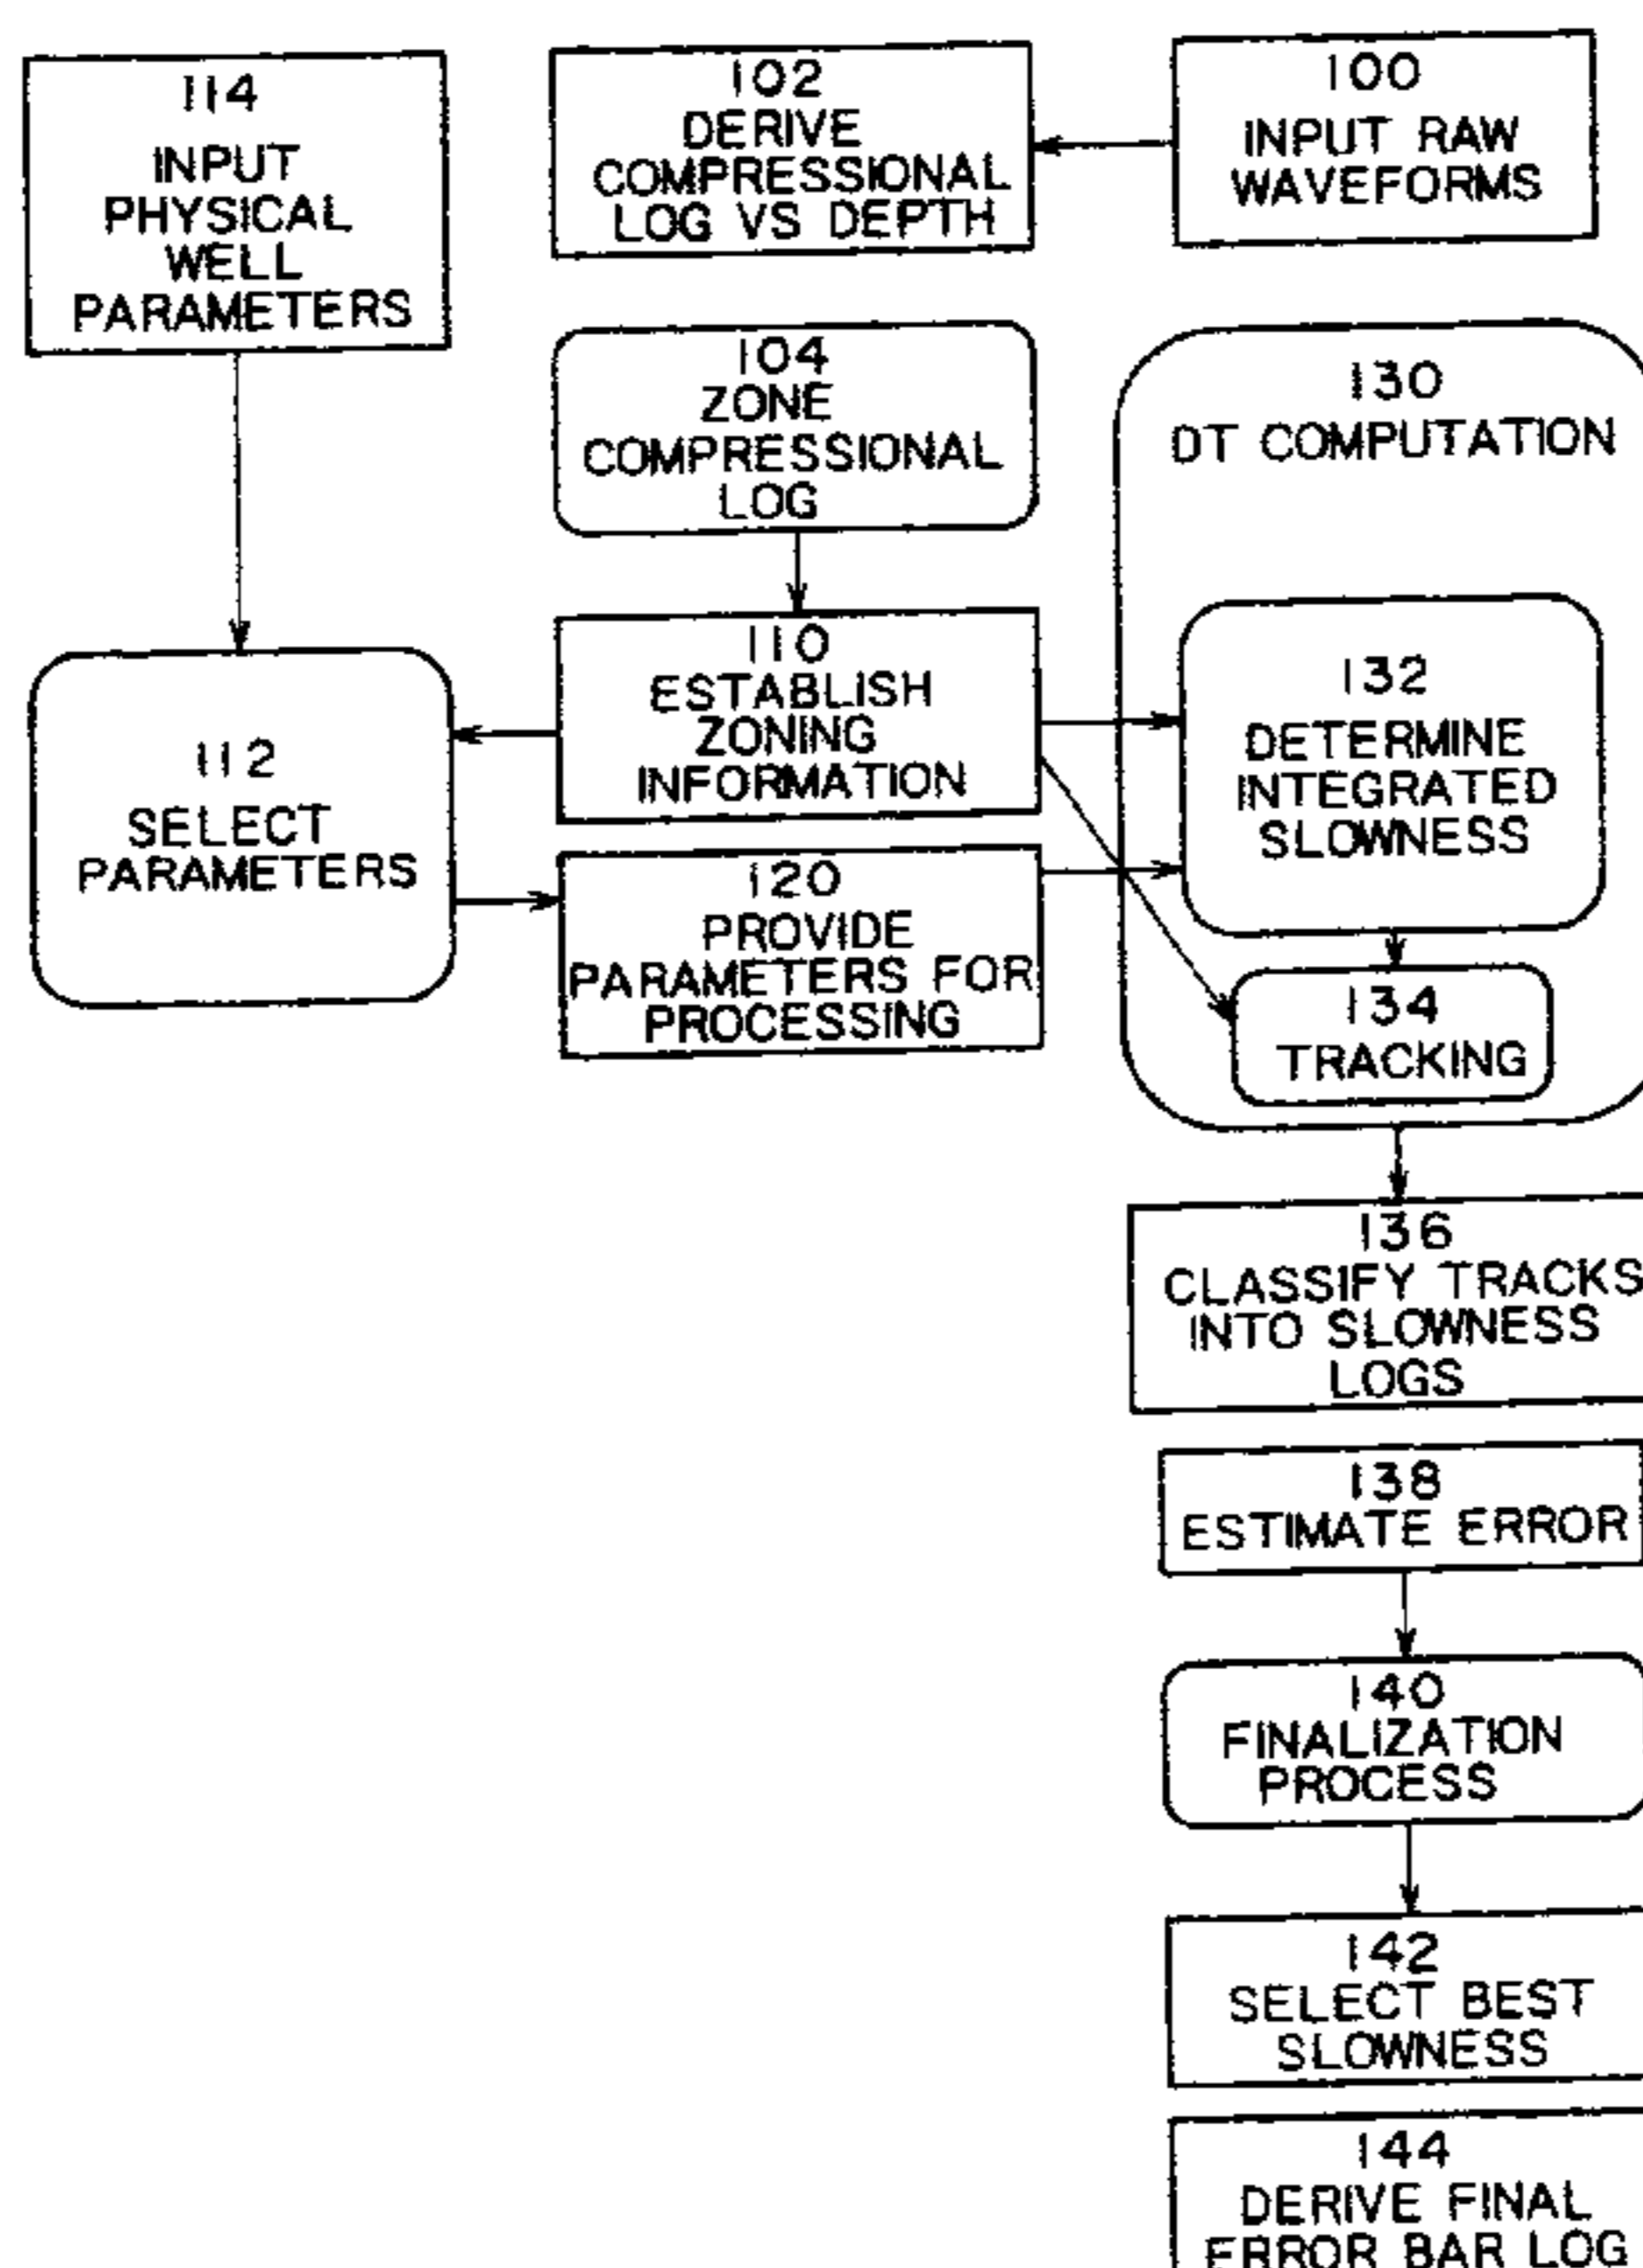 114
INPUT
PHYSICAL
WELL
PARAMETERS
102
DERIVE
COMPRESSIONAL
LOG VS DEPTH
100
INPUT RAW
WAVEFORMS
104
ZONE
COMPRESSIONAL
LOG
130
DT COMPUTATION
110
ESTABLISH
ZONING
INFORMATION
132
DETERMINE
INTEGRATED
SLOWNESS
112
SELECT
PARAMETERS
120
PROVIDE
PARAMETERS FOR
PROCESSING
134
TRACKING
136
CLASSIFY TRACKS
INTO SLOWNESS
LOGS
138
ESTIMATE ERROR
140
FINALIZATION
PROCESS
142
SELECT BEST
SLOWNESS
144
DERIVE FINAL
ERROR BAR LOG